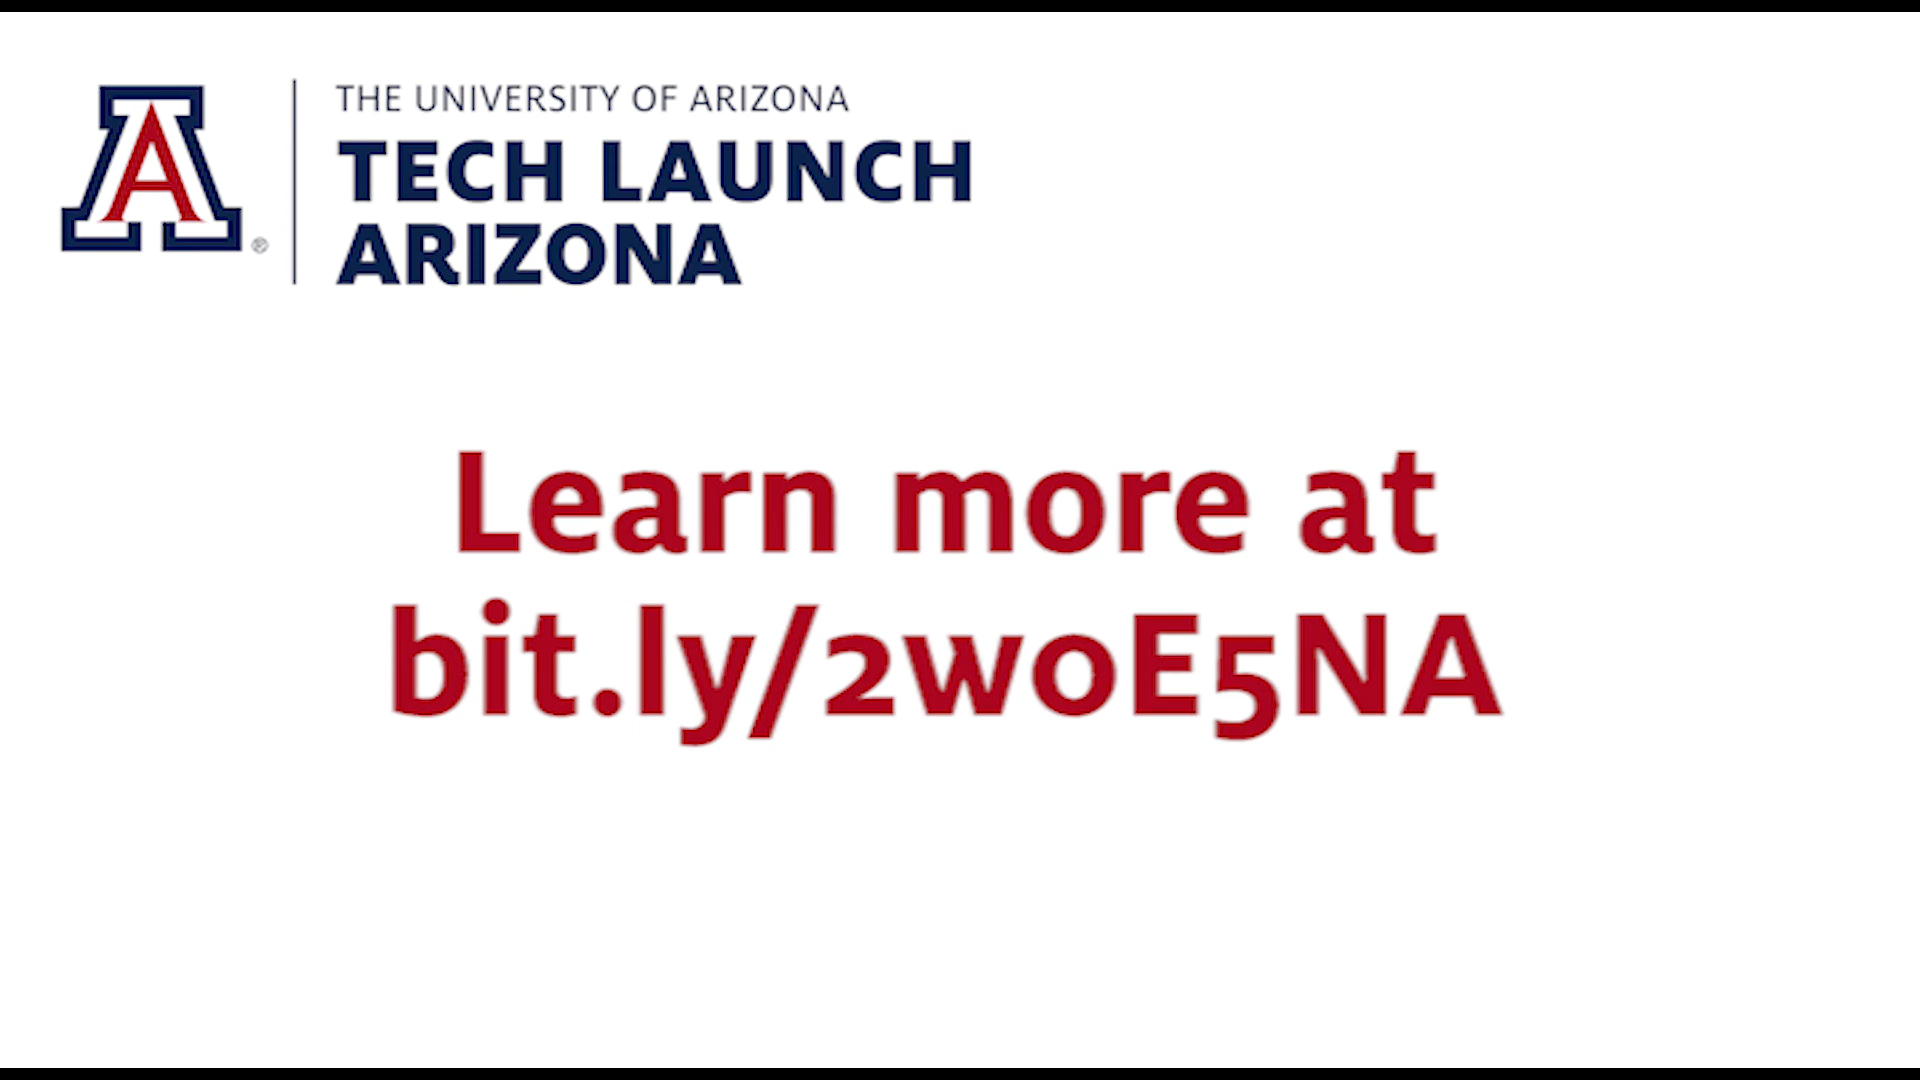 A
®
THE UNIVERSITY OF ARIZONA
TECH LAUNCH
ARIZONA
Learn more at
bit.ly/2woE5NA